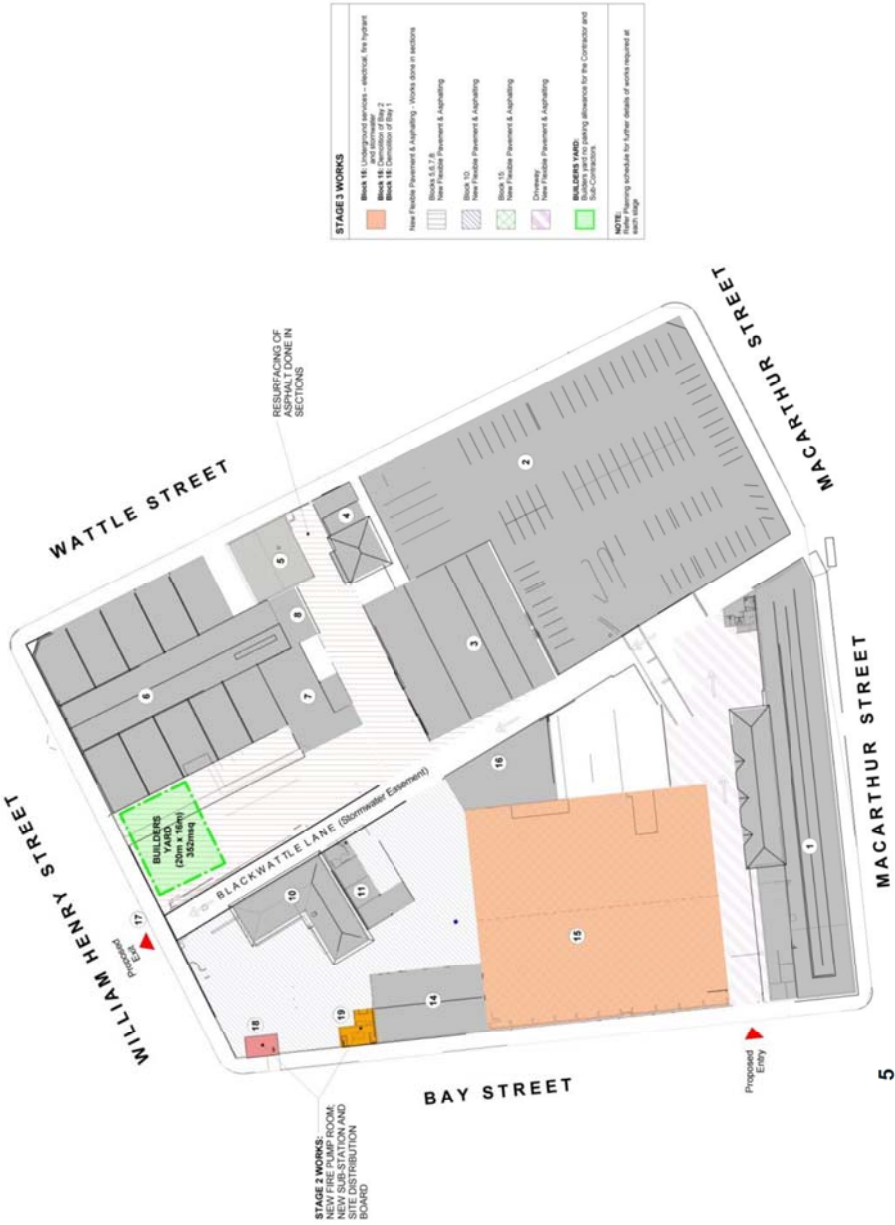 STAGE 3 WORKS
Block 15: Underground services – electrical, fire hydrant
and stormwater
Block 15: Demolition of Bay 2
Block 15: Demolition of Bay 1
New Flexible Pavement & Asphalting - Works done in sections
Blocks 5,6,7,8:
New Flexible Pavement & Asphalting
Block 10:
New Flexible Pavement & Asphalting
Block 15:
New Flexible Pavement & Asphalting
Driveway:
New Flexible Pavement & Asphalting
BUILDERS YARD:
Builders yard no parking allowance for the Contractor and
Sub-Contractors.
NOTE:
Refer Planning schedule for further details of works required at
each stage
WILLIAM HENRY STREET
WATTLE STREET
MACARTHUR STREET
MACARTHUR STREET
BAY STREET
RESURFACING OF
ASPHALT DONE IN
SECTIONS
BUILDERS
YARD
(20m x 16m)
352msq
BLACKWATTLE LANE (Stormwater Easement)
Proposed
Exit
Proposed
Entry
STAGE 2 WORKS:
NEW FIRE PUMP ROOM;
NEW SUB-STATION AND
SITE DISTRIBUTION
BOARD
17
18
19
6
5
8
7
4
3
2
10
11
14
16
15
1
5